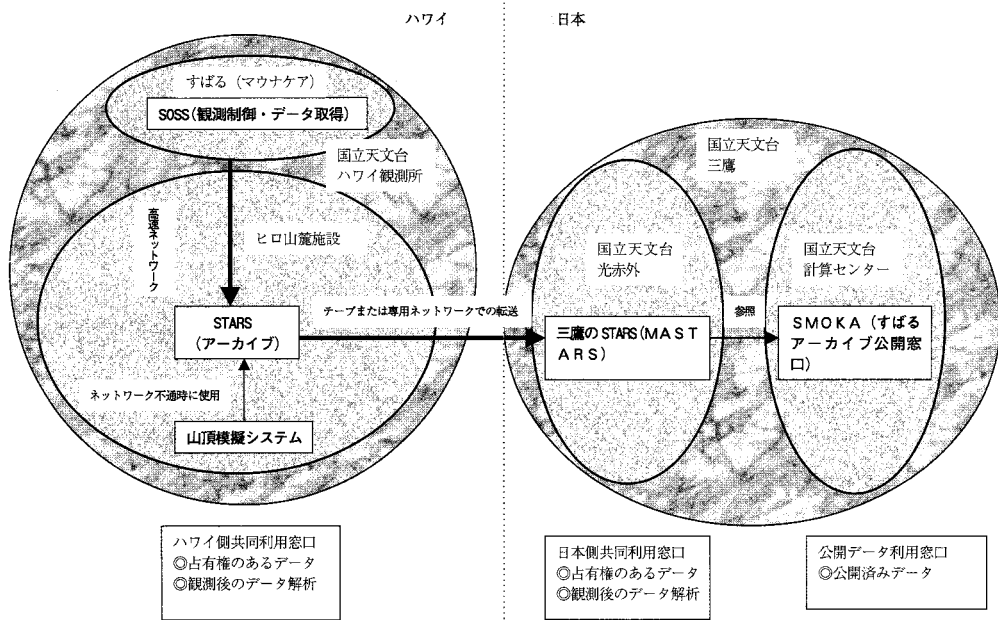 ハワイ
日本
すばる（マウナケア）
SOSS（観測制御・データ取得）
国立天文台
ハワイ観測所
高速ネットワーク
ヒロ山麓施設
STARS
（アーカイブ）
ネットワーク不通時に使用
山頂模擬システム
テープまたは専用ネットワークでの転送
国立天文台
三鷹
国立天文台
光赤外
三鷹のSTARS(MAST
ARS)
参照
国立天文台
計算センター
SMOKA（すばる
アーカイブ公開窓
口）
ハワイ側共同利用窓口
◎占有権のあるデータ
◎観測後のデータ解析
日本側共同利用窓口
◎占有権のあるデータ
◎観測後のデータ解析
公開データ利用窓口
◎公開済みデータ